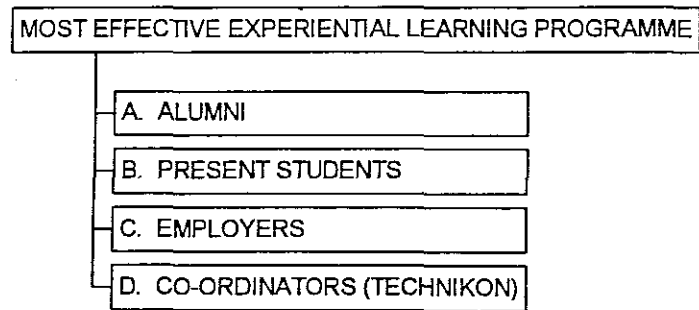 MOST EFFECTIVE EXPERIENTIAL LEARNING PROGRAMME
A. ALUMNI
B. PRESENT STUDENTS
C. EMPLOYERS
D. CO-ORDINATORS (TECHNIKON)